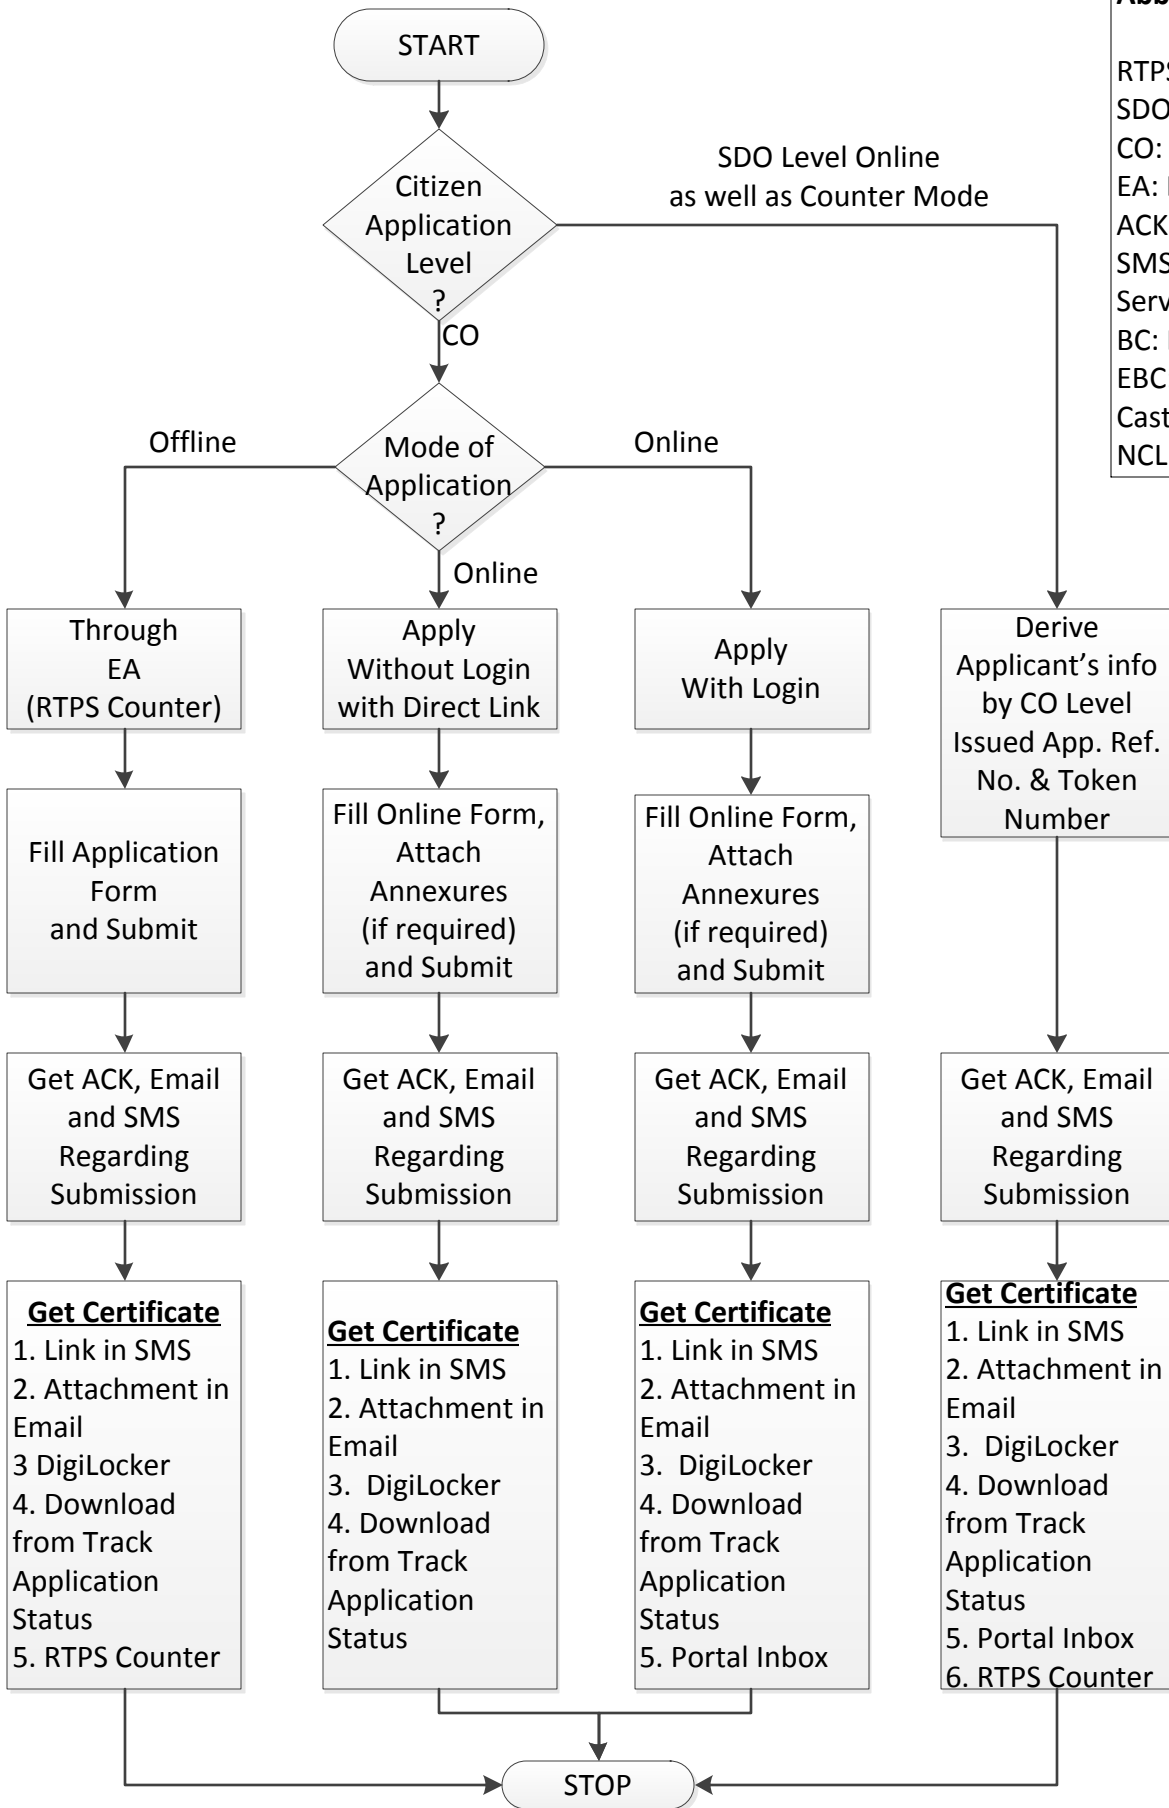 START
Citizen
Application
Level
?
SDO Level Online
as well as Counter Mode
CO
Mode of
Application
?
Offline
Online
Online
Through
EA
(RTPS Counter)
Fill Application
Form
and Submit
Get ACK, Email
and SMS
Regarding
Submission
Get Certificate
1. Link in SMS
2. Attachment in
Email
3 DigiLocker
4. Download
from Track
Application
Status
5. RTPS Counter
Apply
Without Login
with Direct Link
Fill Online Form,
Attach
Annexures
(if required)
and Submit
Get ACK, Email
and SMS
Regarding
Submission
Get Certificate
1. Link in SMS
2. Attachment in
Email
3.  DigiLocker
4. Download
from Track
Application
Status
Apply
With Login
Fill Online Form,
Attach
Annexures
(if required)
and Submit
Get ACK, Email
and SMS
Regarding
Submission
Get Certificate
1. Link in SMS
2. Attachment in
Email
3.  DigiLocker
4. Download
from Track
Application
Status
5. Portal Inbox
Derive
Applicant’s info
by CO Level
Issued App. Ref.
No. & Token
Number
Get ACK, Email
and SMS
Regarding
Submission
Get Certificate
1. Link in SMS
2. Attachment in
Email
3.  DigiLocker
4. Download
from Track
Application
Status
5. Portal Inbox
6. RTPS Counter
STOP
SDO
CO:
EA:
ACK
SMS
BC:
EBC
NCL